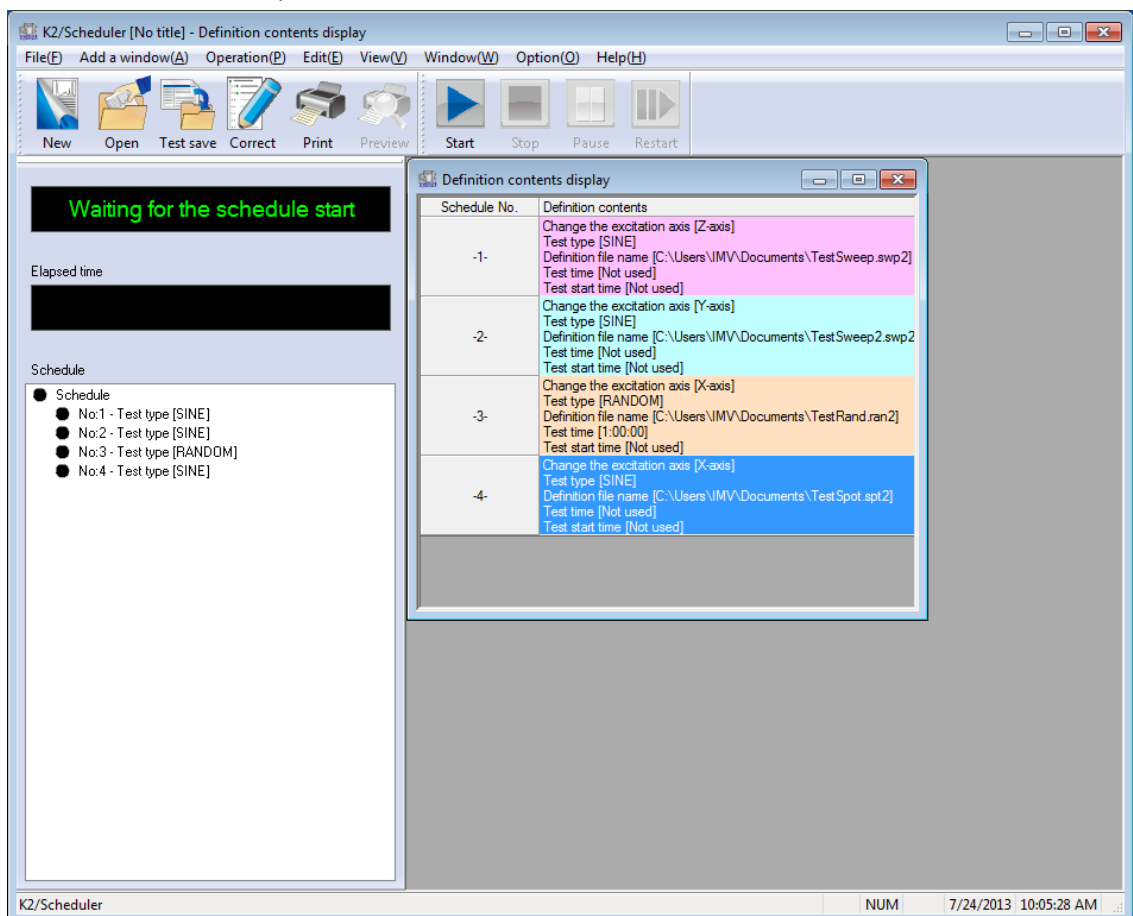 K2/Scheduler [No title] - Definition contents display
File(F) Add a window(A) Operation(P) Edit(E) View(V) Window(W) Option(O) Help(H)
New Open Test save Correct Print Preview Start Stop Pause Restart
Waiting for the schedule start
Elapsed time
Schedule
Schedule
No:1 - Test type [SINE]
No:2 - Test type [SINE]
No:3 - Test type [RANDOM]
No:4 - Test type [SINE]
Definition contents display
Schedule No. Definition contents
-1-
Change the excitation axis [Z-axis]
Test type [SINE]
Definition file name [C:\Users\IMV\Documents\TestSweep.swp2]
Test time [Not used]
Test start time [Not used]
-2-
Change the excitation axis [Y-axis]
Test type [SINE]
Definition file name [C:\Users\IMV\Documents\TestSweep2.swp2
Test time [Not used]
Test start time [Not used]
-3-
Change the excitation axis [X-axis]
Test type [RANDOM]
Definition file name [C:\Users\IMV\Documents\TestRand.ran2]
Test time [1:00:00]
Test start time [Not used]
-4-
Change the excitation axis [X-axis]
Test type [SINE]
Definition file name [C:\Users\IMV\Documents\TestSpot.spt2]
Test time [Not used]
Test start time [Not used]
K2/Scheduler NUM 7/24/2013 10:05:28 AM